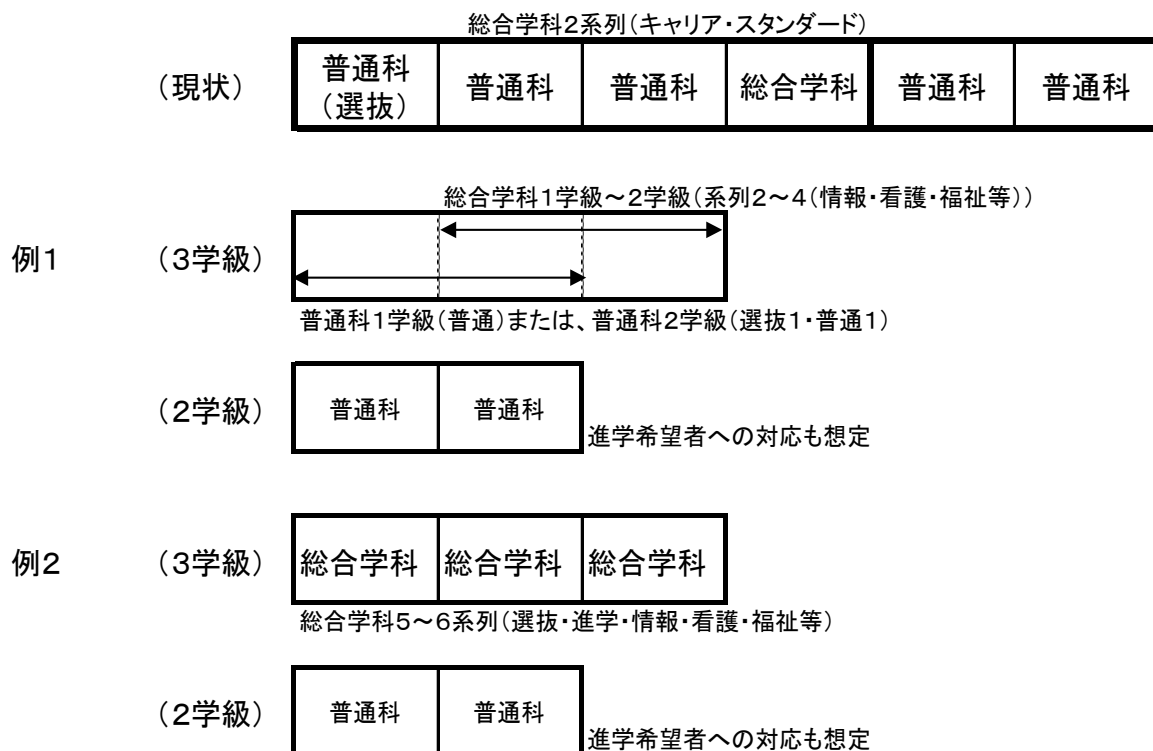 総合学科2系列(キャリア・スタンダード)
(現状)
普通科
(選抜)
普通科
普通科
総合学科
普通科
普通科
総合学科1学級~2学級(系列2~4(情報・看護・福祉等))
例1
(3学級)
普通科1学級(普通)または、普通科2学級(選抜1・普通1)
(2学級)
普通科
普通科
進学希望者への対応も想定
例2
(3学級)
総合学科
総合学科
総合学科
総合学科5~6系列(選抜・進学・情報・看護・福祉等)
(2学級)
普通科
普通科
進学希望者への対応も想定